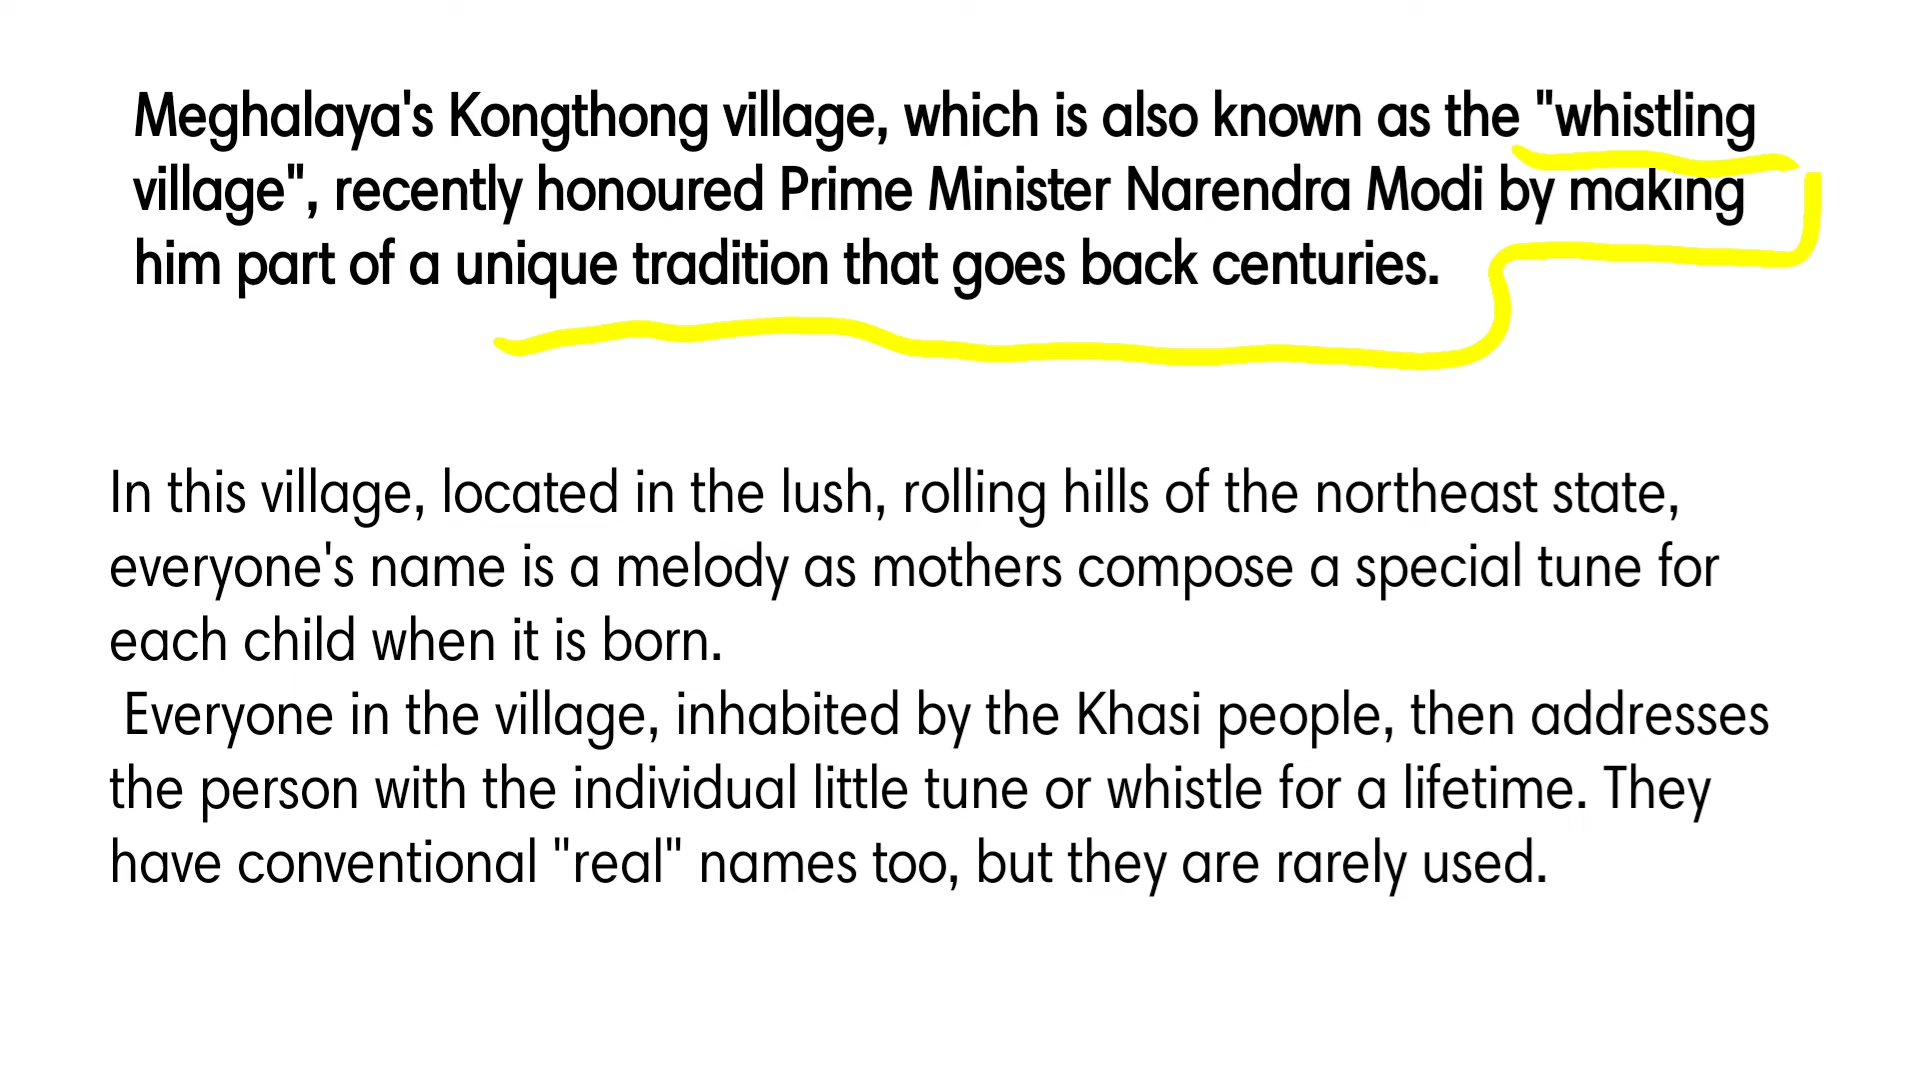 Meghalaya's Kongthong village, which is also known as the "whistling
village", recently honoured Prime Minister Narendra Modi by making
him part of a unique tradition that goes back centuries.
In this village, located in the lush, rolling hills of the northeast state,
everyone's name is a melody as mothers compose a special tune for
each child when it is born.
Everyone in the village, inhabited by the Khasi people, then addresses
the person with the individual little tune or whistle for a lifetime. They
have conventional "real" names too, but they are rarely used.